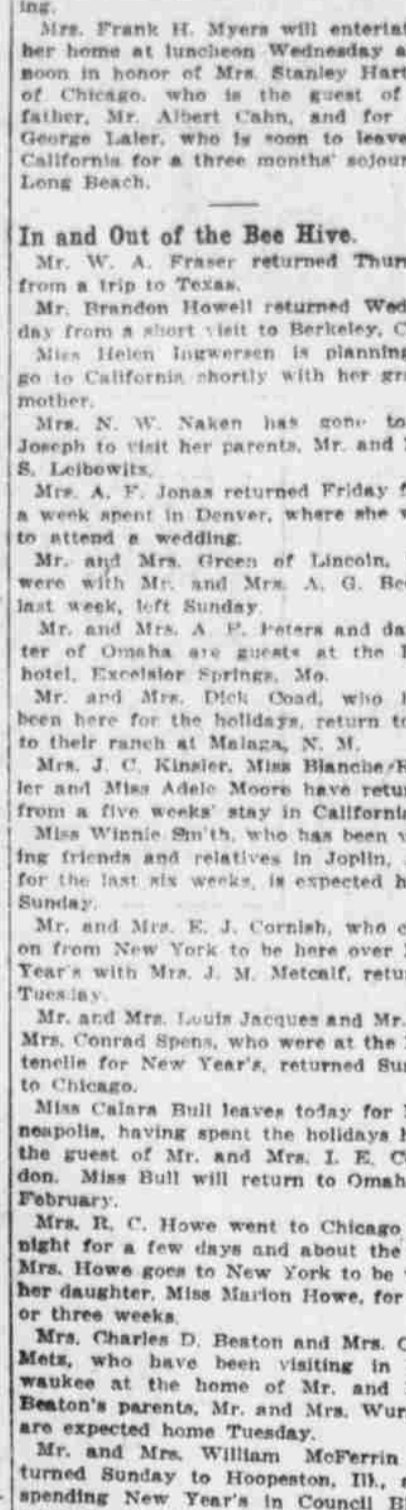 ing.
Mrs. Frank H. Myers will entertai
her home at luncheon Wednesday a
noon in honor of Mrs. Stanley Hart
of Chicago, who is the guest of
father, Mr. Albert Cahn, and for
George Laier, who is soon to leave
California for a three months' sojour
Long Beach.
In and Out of the Bee Hive.
Mr. W. A. Fraser returned Thur
from a trip to Texas.
Mr. Brandon Howell returned Wed
day from a short visit to Berkeley, C
Miss Helen Ingwersen is planning
go to California shortly with her gr
mother.
Mrs. N. W. Naken has gone to
Joseph to visit her parents, Mr. and
S. Leibowitz.
Mrs. A. F. Jonas returned Friday f
a week spent in Denver, where she w
to attend a wedding.
Mr. and Mrs. Green of Lincoln,
were with Mr. and Mrs. A. G. Be
last week, left Sunday
Mr. and Mrs. A. P. Peters and da
ter of Omaha are guests at the
hotel, Excelsior Springs, Mo.
Mr. and Mrs. Dick Coad, who
been here for the holidays, return to
to their ranch at Malaga, N. M.
Mrs. J. C. Kinsler, Miss Blanche
ler and Miss Adele Moore have retur
from a five weeks' stay in California
Miss Winnie Sm'th, who has been v
ing friends and relatives in Joplin,
for the last six weeks, is expected h
Sunday.
Mr. and Mrs. E. J. Cornish, who c
on from New York to be here over
Year's with Mrs. J. M. Metcalf, retu
Tuesday.
Mr. and Mrs. Louis Jacques and Mr.
Mrs. Conrad Spens, who were at the
tenelle for New Year's, returned Su
to Chicago.
Miss Calara Bull leaves today for
neapolis, having spent the holidays h
the guest of Mr. and Mrs. I. E. C
don. Miss Bull will return to Omah
February.
Mrs. R. C. Howe went to Chicago
night for a few days and about the
Mrs. Howe goes to New York to be
her daughter, Miss Marion Howe, for
or three weeks.
Mrs. Charles D. Beaton and Mrs. C
Metz, who have been visiting in
waukee at the home of Mr. and
Beaton's parents, Mr. and Mrs. Wur
are expected home Tuesday.
Mr. and Mrs. William McFerrin
turned Sunday to Hoopeston, Ill., a
spending New Year's in Council B